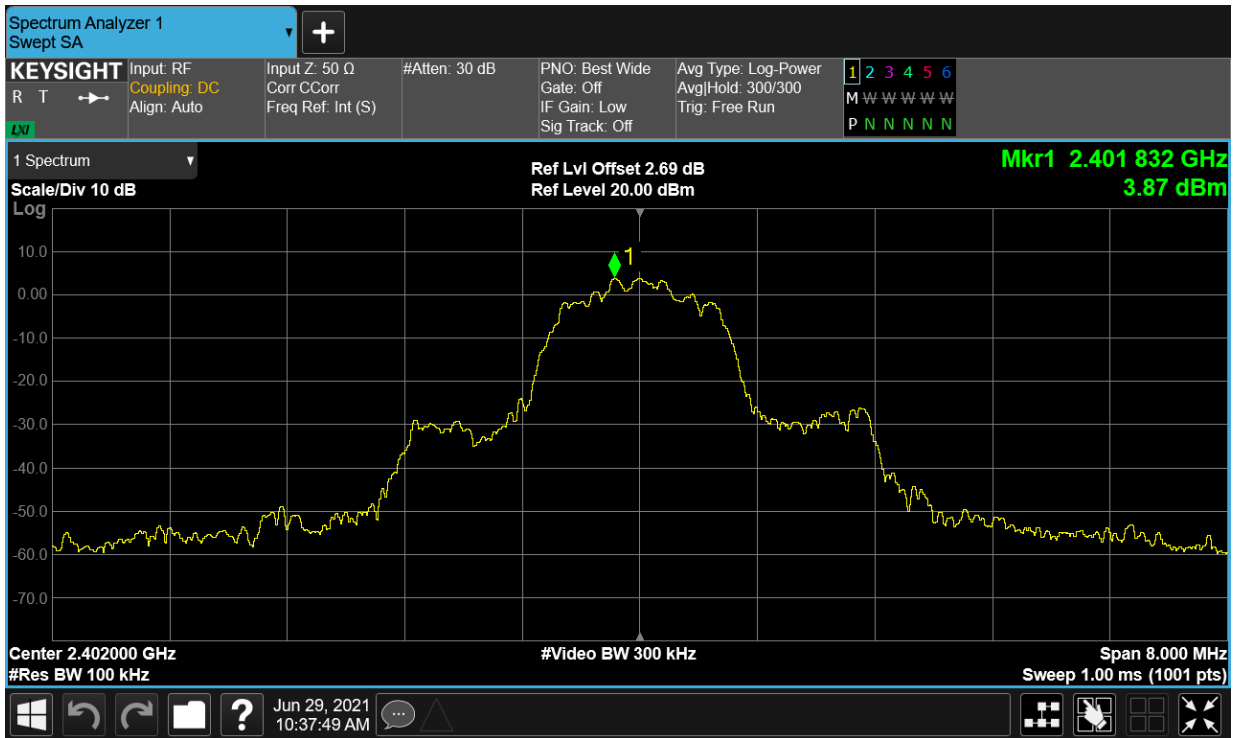 Spectrum Analyzer 1
Swept SA
▼
+
KEYSIGHT
R T
LXI
Input: RF
Coupling: DC
Align: Auto
Input Z: 50 Ω
Corr CCorr
Freq Ref: Int (S)
#Atten: 30 dB
PNO: Best Wide
Gate: Off
IF Gain: Low
Sig Track: Off
Avg Type: Log-Power
Avg|Hold: 300/300
Trig: Free Run
1 2 3 4 5 6
M W W W W W
P N N N N N
1 Spectrum ▼
Scale/Div 10 dB
Log
Ref Lvl Offset 2.69 dB
Ref Level 20.00 dBm
Mkr1 2.401 832 GHz
3.87 dBm
1
10.0
0.00
-10.0
-20.0
-30.0
-40.0
-50.0
-60.0
-70.0
Center 2.402000 GHz
#Res BW 100 kHz
#Video BW 300 kHz
Span 8.000 MHz
Sweep 1.00 ms (1001 pts)
?
Jun 29, 2021
10:37:49 AM